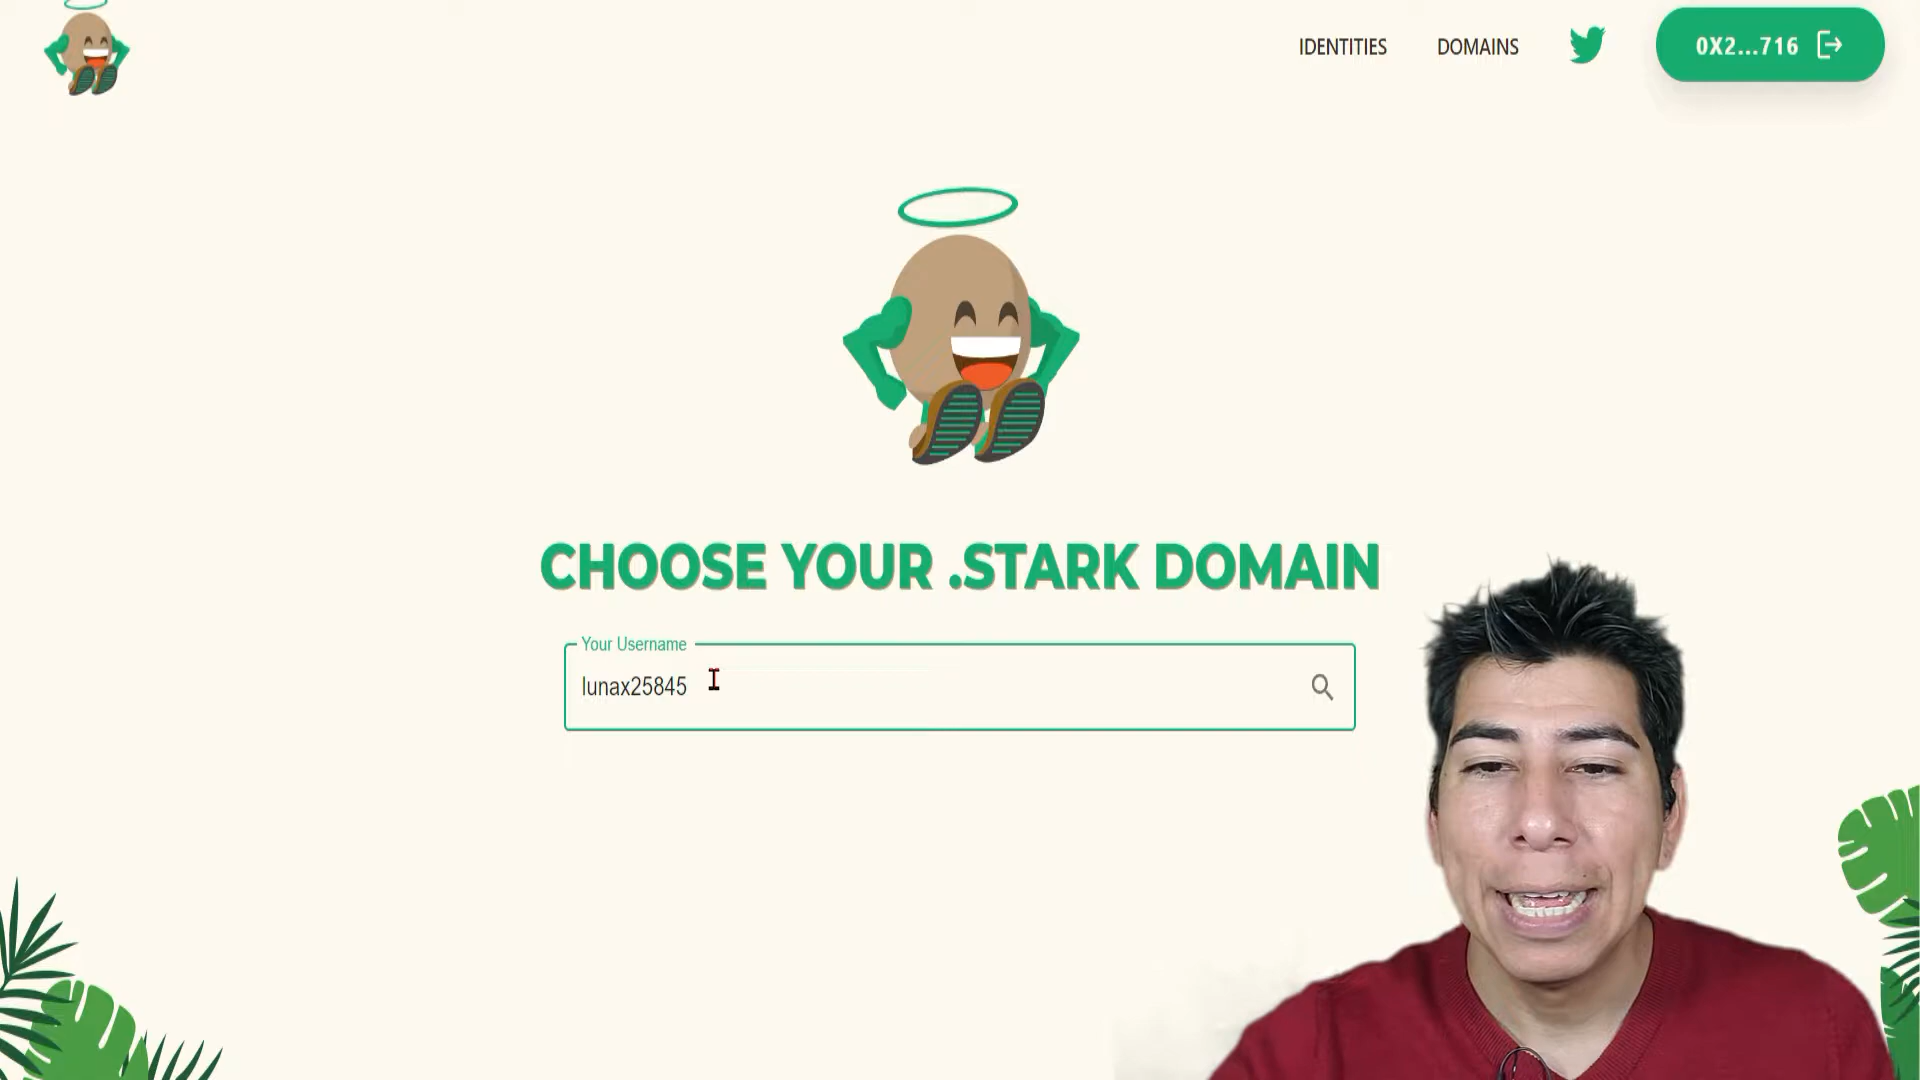 IDENTITIES
DOMAINS
0X2...716
CHOOSE YOUR .STARK DOMAIN
Your Username
lunax25845